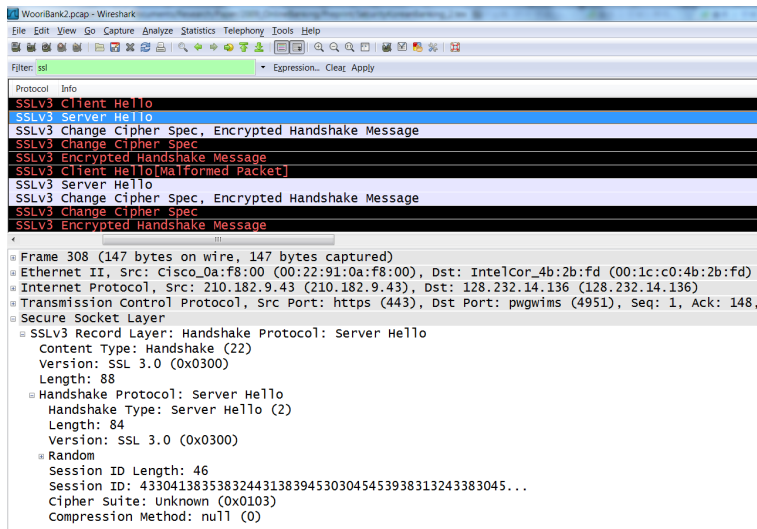 WooriBank2.pcap - Wireshark
File Edit View Go Capture Analyze Statistics Telephony Tools Help
Filter: ssl Expression... Clear Apply
Protocol Info
SSLv3 Client Hello
SSLv3 Server Hello
SSLv3 Change Cipher Spec, Encrypted Handshake Message
SSLv3 Change Cipher Spec
SSLv3 Encrypted Handshake Message
SSLv3 Client Hello[Malformed Packet]
SSLv3 Server Hello
SSLv3 Change Cipher Spec, Encrypted Handshake Message
SSLv3 Change Cipher Spec
SSLv3 Encrypted Handshake Message
Frame 308 (147 bytes on wire, 147 bytes captured)
Ethernet II, Src: Cisco_0a:f8:00 (00:22:91:0a:f8:00), Dst: IntelCor_4b:2b:fd (00:1c:c0:4b:2b:fd)
Internet Protocol, Src: 210.182.9.43 (210.182.9.43), Dst: 128.232.14.136 (128.232.14.136)
Transmission Control Protocol, Src Port: https (443), Dst Port: pwgwims (4951), Seq: 1, Ack: 148,
Secure Socket Layer
SSLv3 Record Layer: Handshake Protocol: Server Hello
Content Type: Handshake (22)
Version: SSL 3.0 (0x0300)
Length: 88
Handshake Protocol: Server Hello
Handshake Type: Server Hello (2)
Length: 84
Version: SSL 3.0 (0x0300)
Random
Session ID Length: 46
Session ID: 43304138353832443138394530304545393831324338​3045...
Cipher Suite: Unknown (0x0103)
Compression Method: null (0)